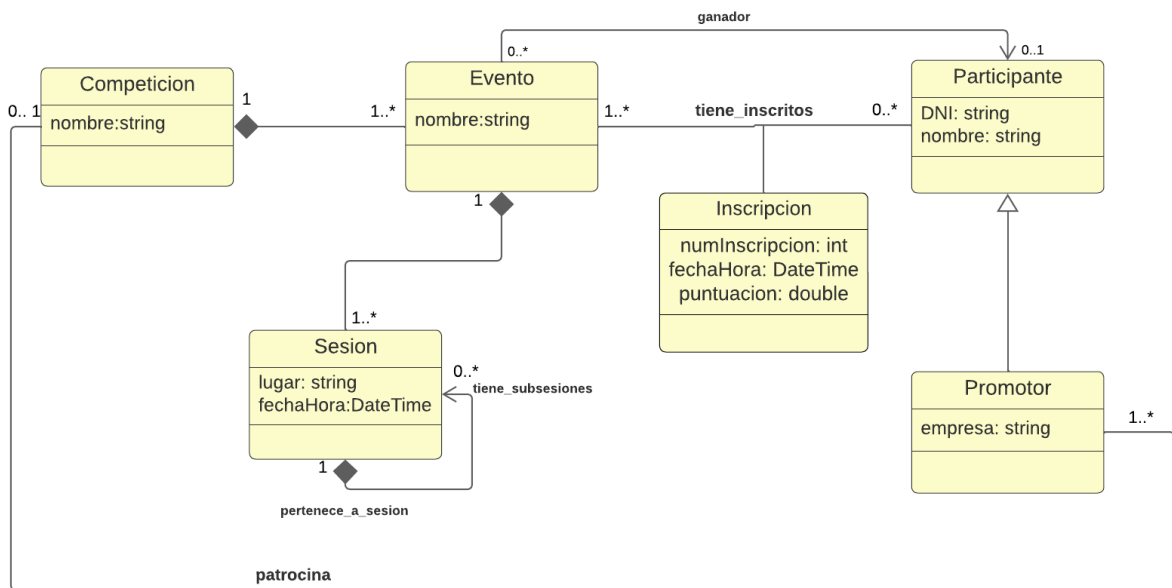 ganador
0..*
0..1
Competicion
nombre:string
0.. 1
1
1..*
Evento
nombre:string
1..*
tiene_inscritos
0..*
Participante
DNI: string
nombre: string
1
Inscripcion
numInscripcion: int
fechaHora: DateTime
puntuacion: double
1..*
Sesion
lugar: string
fechaHora:DateTime
0..*
tiene_subsesiones
1
pertenece_a_sesion
Promotor
empresa: string
1..*
patrocina